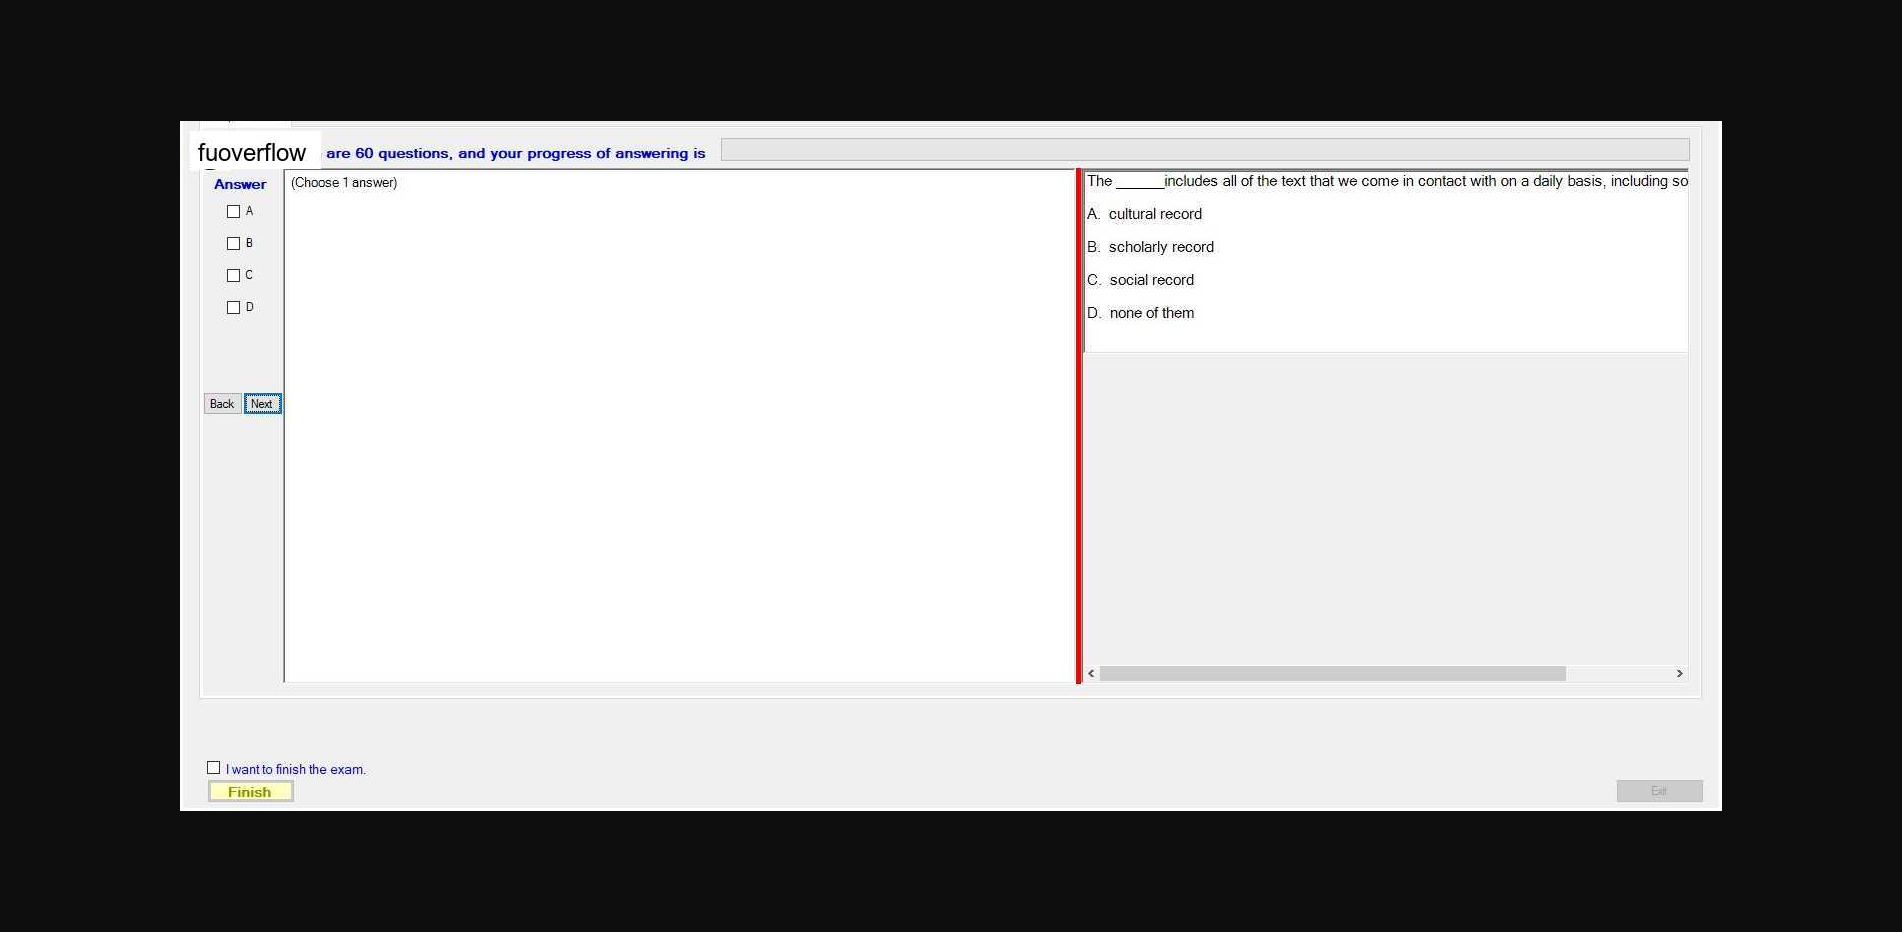 fuoverflow are 60 questions, and your progress of answering is
Answer
A
B
C
D
Back Next
(Choose 1 answer)
The ______includes all of the text that we come in contact with on a daily basis, including so
A. cultural record
B. scholarly record
C. social record
D. none of them
I want to finish the exam.
Finish
Exit